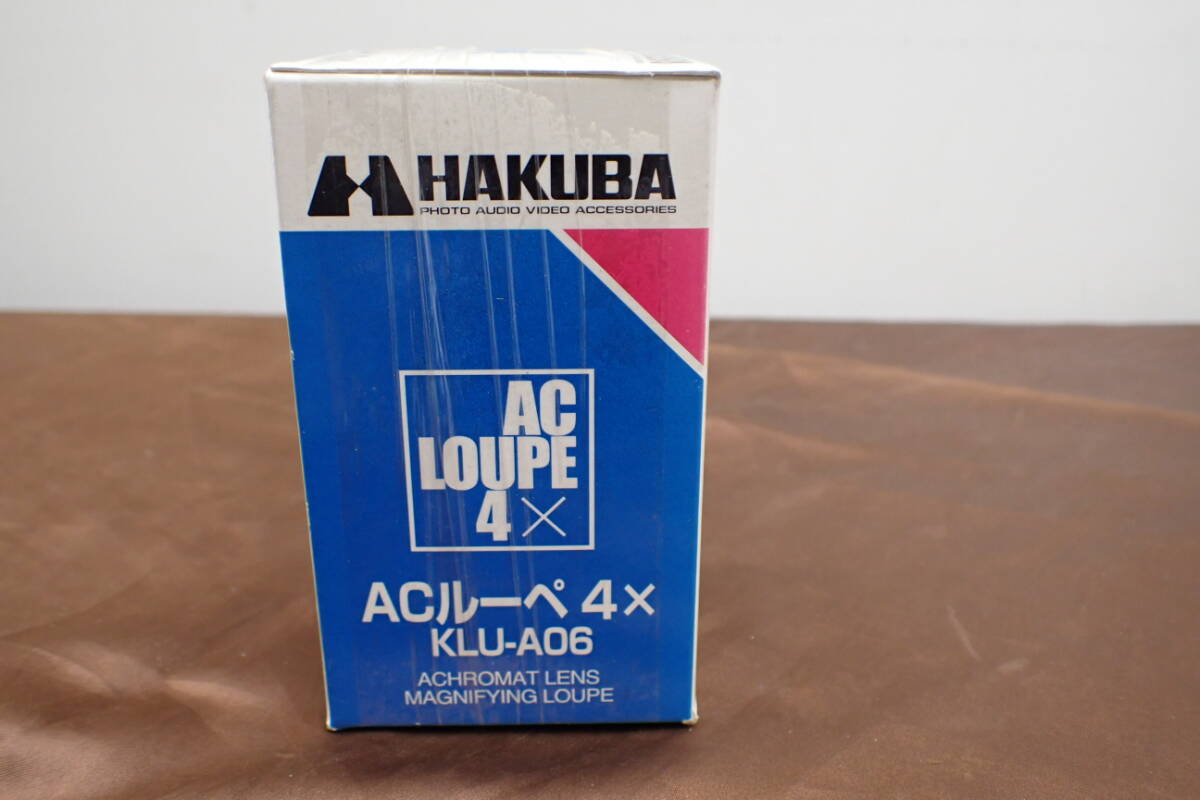 HAKUBA
PHOTO AUDIO VIDEO ACCESSORIES
AC
LOUPE
4×
ACルーペ 4×
KLU-A06
ACHROMAT LENS
MAGNIFYING LOUPE